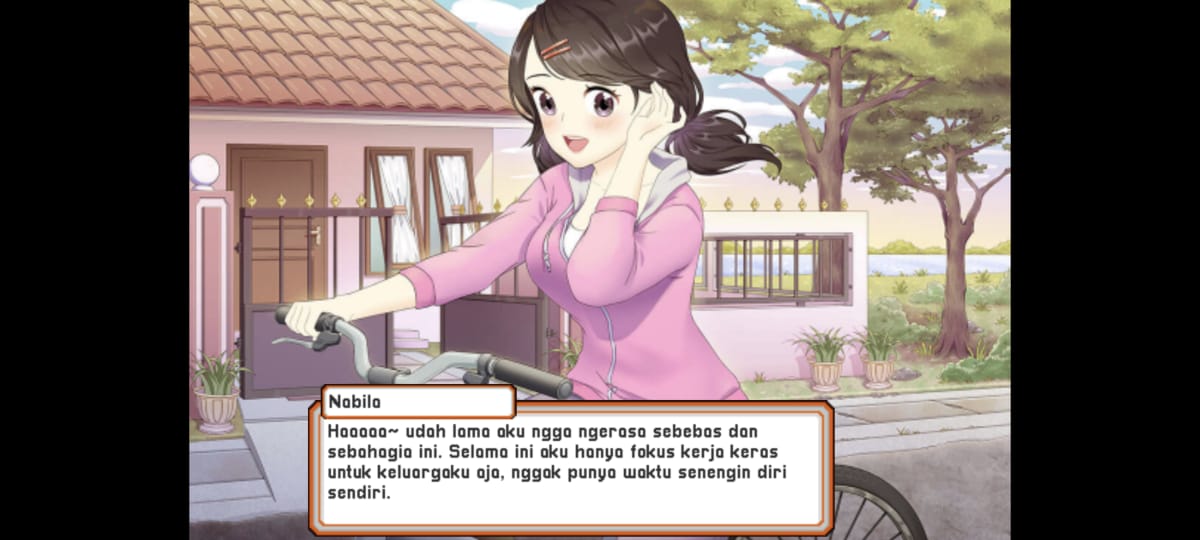 Nabila
Haaaaa~ udah lama aku ngga ngerasa sebebas dan
sebahagia ini. Selama ini aku hanya fokus kerja keras
untuk keluargaku aja, nggak punya waktu senengin diri
sendiri.